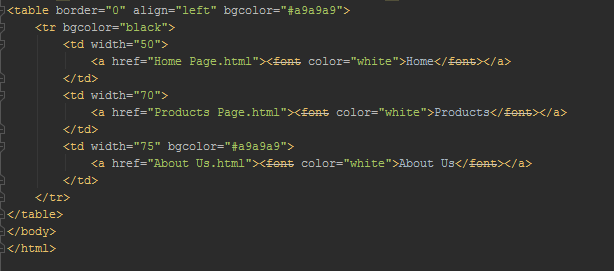 <table border="0" align="left" bgcolor="#a9a9a9">
<tr bgcolor="black">
<td width="50">
<a href="Home Page.html"><font color="white">Home</font></a>
</td>
<td width="70">
<a href="Products Page.html"><font color="white">Products</font></a>
</td>
<td width="75" bgcolor="#a9a9a9">
<a href="About Us.html"><font color="white">About Us</font></a>
</td>
</tr>
</table>
</body>
</html>